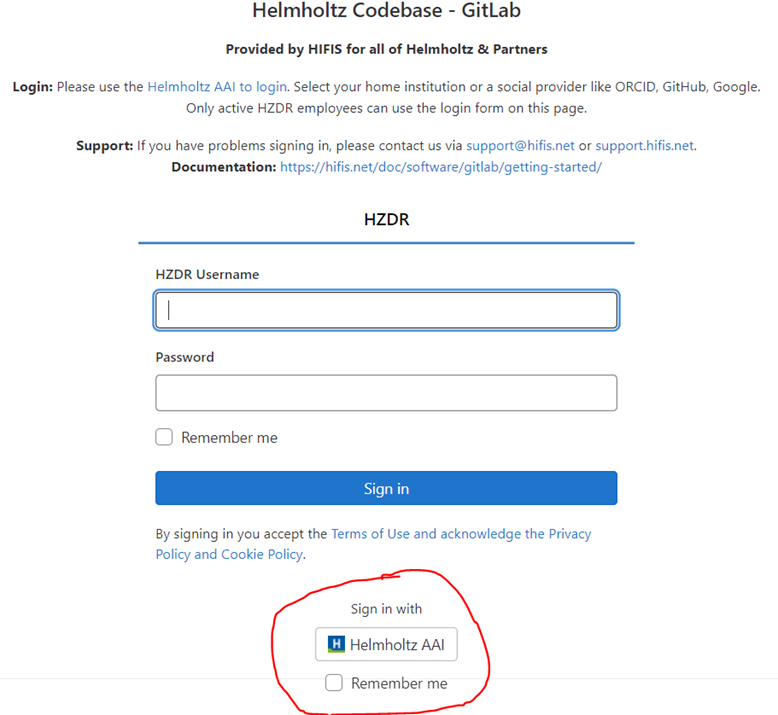 Helmholtz Codebase - GitLab
Provided by HIFIS for all of Helmholtz & Partners
Login: Please use the Helmholtz AAI to login. Select your home institution or a social provider like ORCID, GitHub, Google.
Only active HZDR employees can use the login form on this page.
Support: If you have problems signing in, please contact us via support@hifis.net or support.hifis.net.
Documentation: https://hifis.net/doc/software/gitlab/getting-started/
HZDR
HZDR Username
Password
Remember me
Sign in
By signing in you accept the Terms of Use and acknowledge the Privacy
Policy and Cookie Policy.
Sign in with
H Helmholtz AAI
Remember me